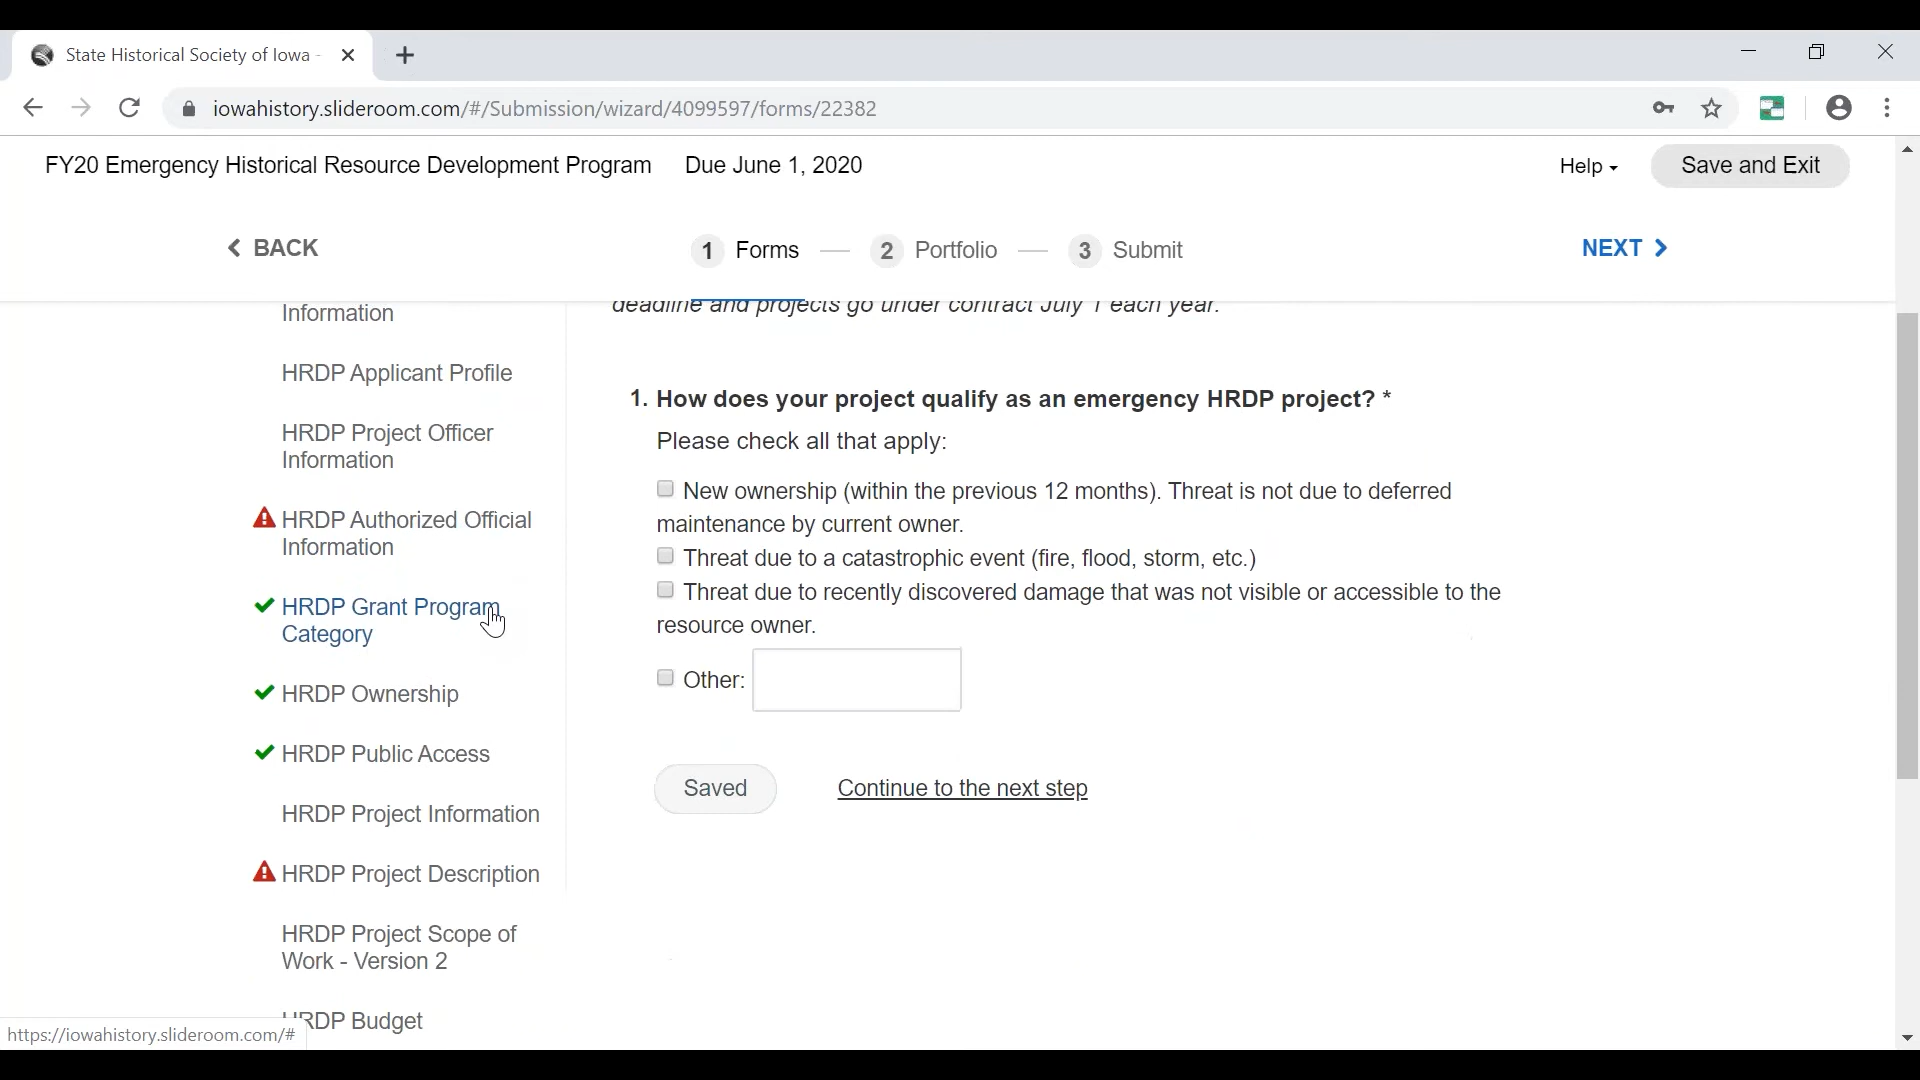 State Historical Society of Iowa -
iowahistory.slideroom.com/#/Submission/wizard/4099597/forms/22382
FY20 Emergency Historical Resource Development Program Due June 1, 2020
Help
Save and Exit
BACK
1 Forms
2 Portfolio
3 Submit
NEXT
Information
HRDP Applicant Profile
HRDP Project Officer
Information
HRDP Authorized Official
Information
HRDP Grant Program
Category
HRDP Ownership
HRDP Public Access
HRDP Project Information
HRDP Project Description
HRDP Project Scope of
Work - Version 2
HRDP Budget
deadline and projects go under contract July 1 each year.
1. How does your project qualify as an emergency HRDP project? *
Please check all that apply:
New ownership (within the previous 12 months). Threat is not due to deferred
maintenance by current owner.
Threat due to a catastrophic event (fire, flood, storm, etc.)
Threat due to recently discovered damage that was not visible or accessible to the
resource owner.
Other:
Saved
Continue to the next step
https://iowahistory.slideroom.com/#